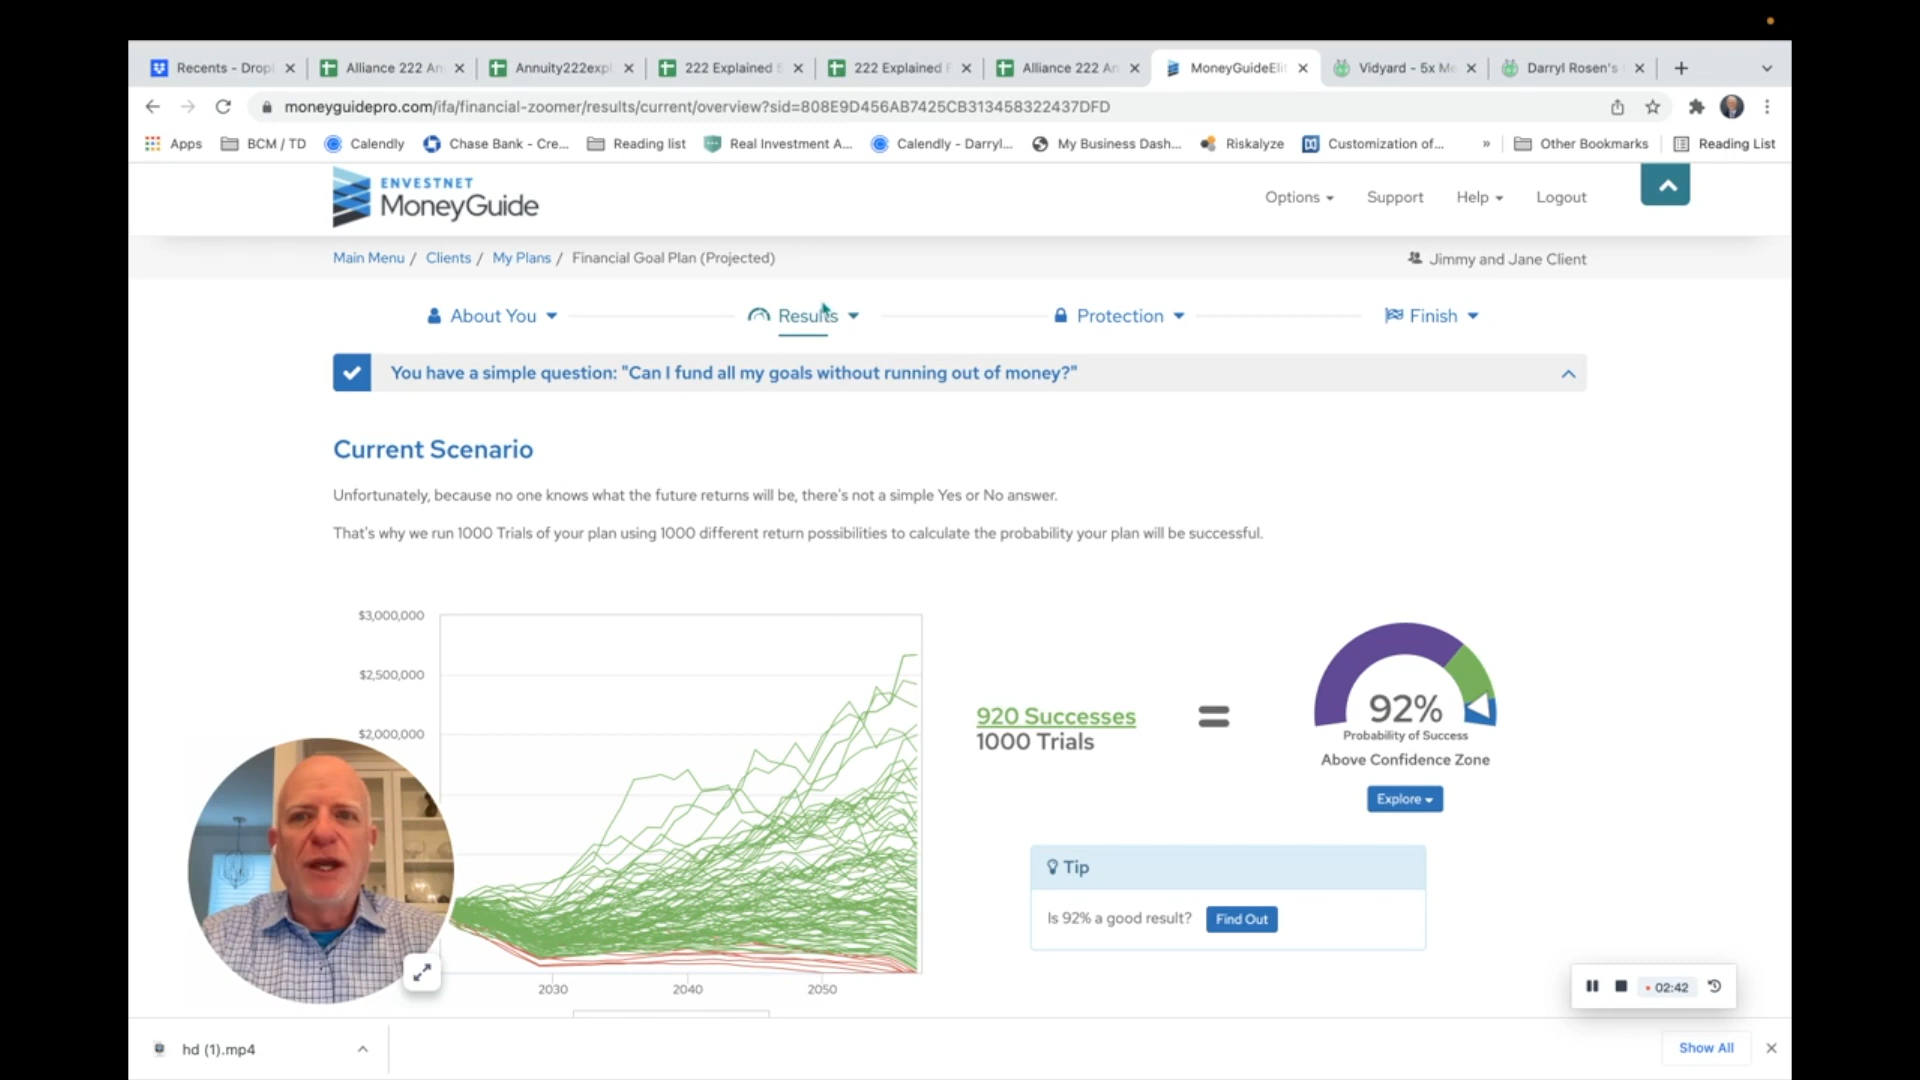 Recents - Drop
Alliance 222 An
Annuity222expl
222 Explained
222 Explained
Alliance 222 An
MoneyGuideElit
Vidyard - 5x Me
Darryl Rosen's
moneyguidepro.com/ifa/financial-zoomer/results/current/overview?sid=808E9D456AB7425CB313458322437DFD
Apps
BCM / TD
Calendly
Chase Bank - Cre...
Reading list
Real Investment A...
Calendly - Darryl...
My Business Dash...
Riskalyze
Customization of...
»
Other Bookmarks
Reading List
ENVESTNET
MoneyGuide
Options
Support
Help
Logout
Main Menu / Clients / My Plans / Financial Goal Plan (Projected)
Jimmy and Jane Client
About You
Results
Protection
Finish
You have a simple question: "Can I fund all my goals without running out of money?"
Current Scenario
Unfortunately, because no one knows what the future returns will be, there's not a simple Yes or No answer.
That's why we run 1000 Trials of your plan using 1000 different return possibilities to calculate the probability your plan will be successful.
$3,000,000
$2,500,000
$2,000,000
2030
2040
2050
920 Successes
1000 Trials
=
92%
Probability of Success
Above Confidence Zone
Explore
Tip
Is 92% a good result?
Find Out
02:42
hd (1).mp4
Show All